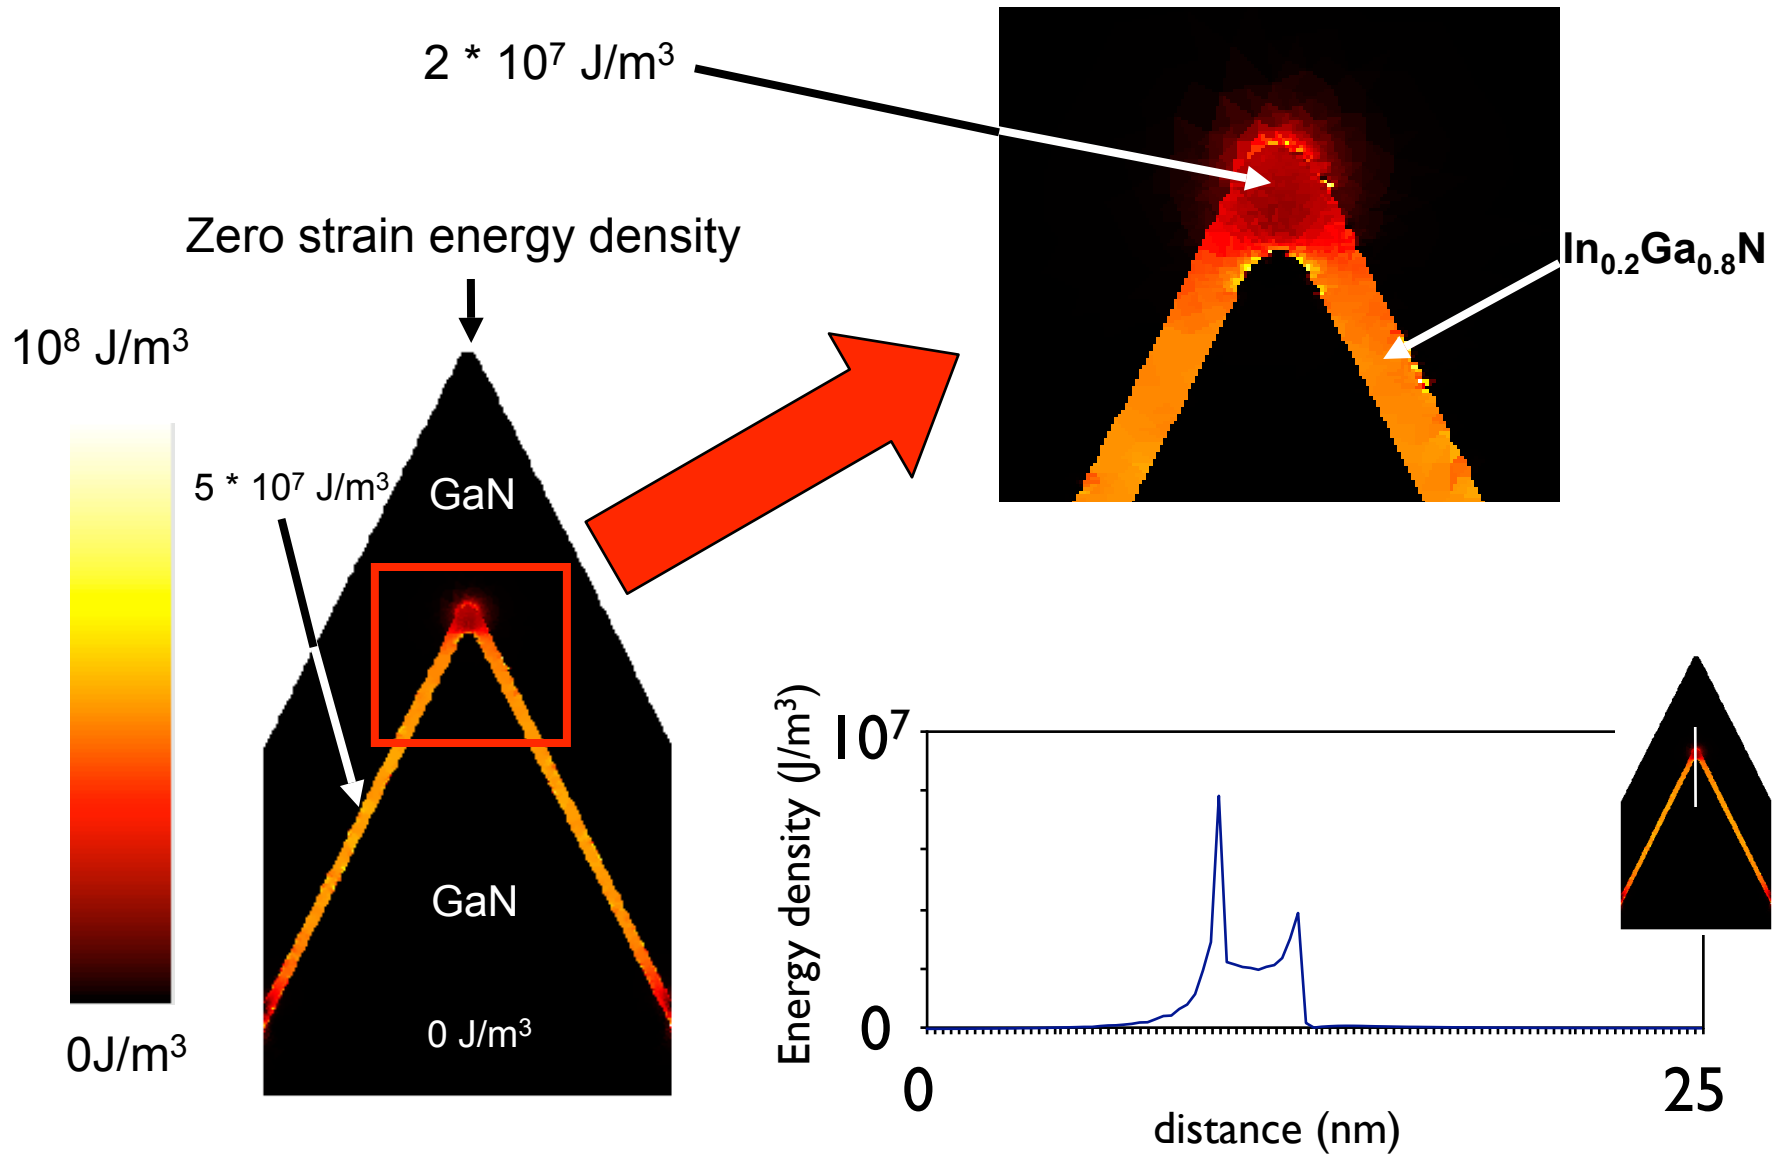 2 * 10⁷ J/m³
Zero strain energy density
In₀.₂Ga₀.₈N
10⁸ J/m³
5 * 10⁷ J/m³
GaN
GaN
0 J/m³
0J/m³
10⁷
Energy density (J/m³)
0
0
25
distance (nm)